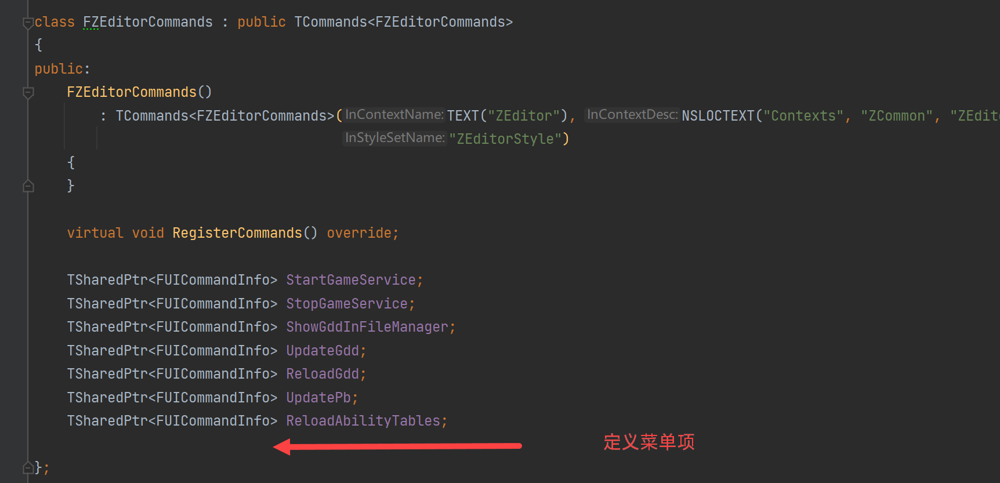 class FZEditorCommands : public TCommands<FZEditorCommands>
{
public:
FZEditorCommands()
: TCommands<FZEditorCommands>(InContextName:TEXT("ZEditor"), InContextDesc:NSLOCTEXT("Contexts", "ZCommon", "ZEdit
InStyleSetName:"ZEditorStyle")
{
}
virtual void RegisterCommands() override;
TSharedPtr<FUICommandInfo> StartGameService;
TSharedPtr<FUICommandInfo> StopGameService;
TSharedPtr<FUICommandInfo> ShowGddInFileManager;
TSharedPtr<FUICommandInfo> UpdateGdd;
TSharedPtr<FUICommandInfo> ReloadGdd;
TSharedPtr<FUICommandInfo> UpdatePb;
TSharedPtr<FUICommandInfo> ReloadAbilityTables;
定义菜单项
};